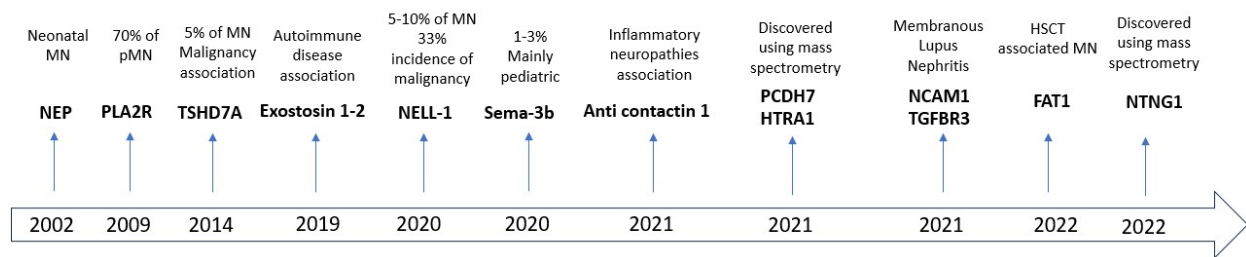 Neonatal
MN
NEP
2002
70% of
pMN
PLA2R
2009
5% of MN
Malignancy
association
TSHD7A
2014
Autoimmune
disease
association
Exostosin 1-2
2019
5-10% of MN
33%
incidence of
malignancy
NELL-1
2020
1-3%
Mainly
pediatric
Sema-3b
2020
Inflammatory
neuropathies
association
Anti contactin 1
2021
Discovered
using mass
spectrometry
PCDH7
HTRA1
2021
Membranous
Lupus
Nephritis
NCAM1
TGFBR3
2021
HSCT
associated MN
FAT1
2022
Discovered
using mass
spectrometry
NTNG1
2022